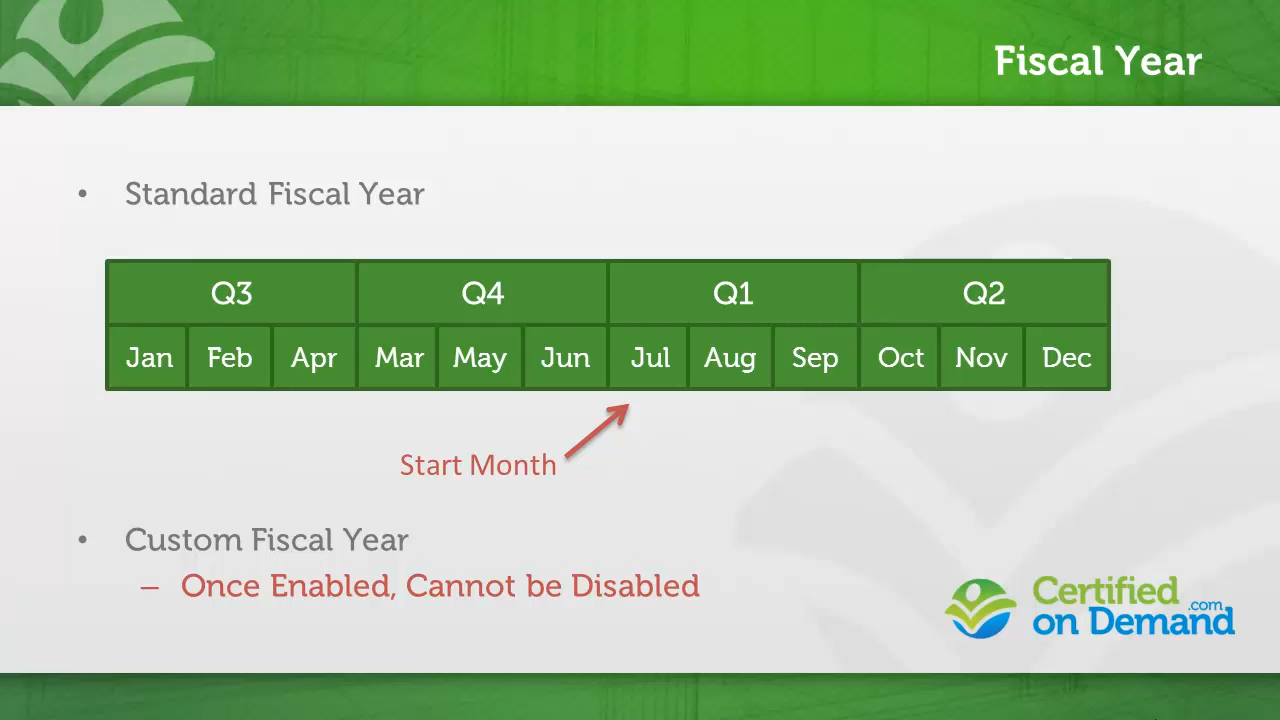 Fiscal Year
• Standard Fiscal Year
Q3 Q4 Q1 Q2
Jan Feb Apr Mar May Jun Jul Aug Sep Oct Nov Dec
Start Month
• Custom Fiscal Year
– Once Enabled, Cannot be Disabled
Certified
on Demand .com